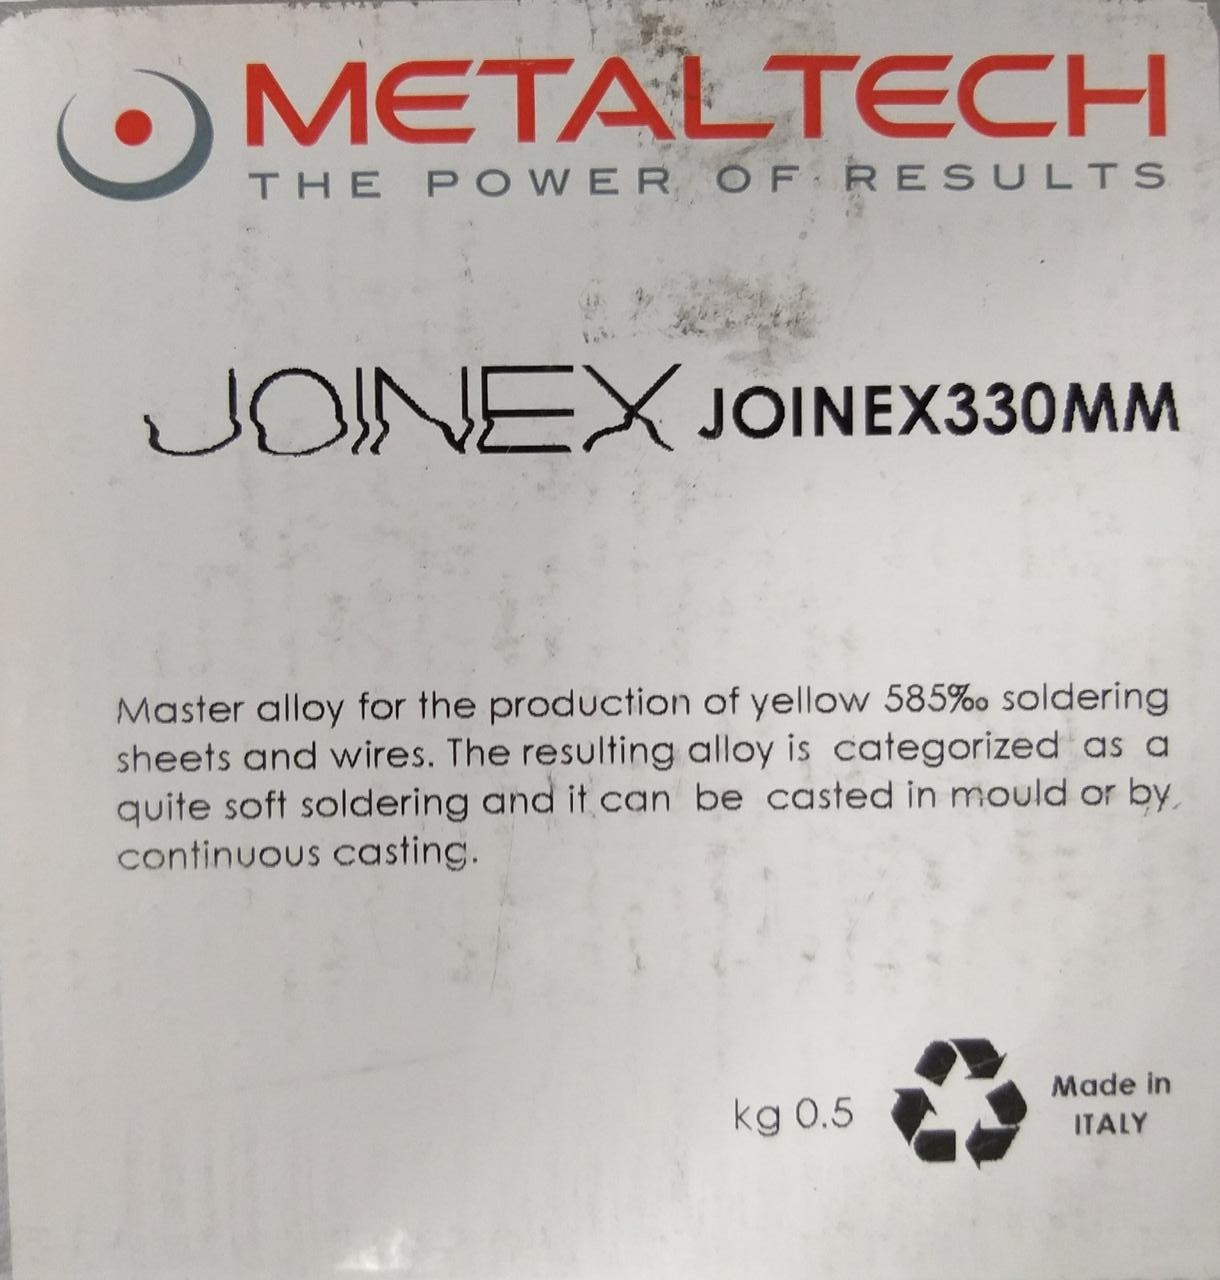 METALTECH
THE POWER OF RESULTS
JOINEX JOINEX330MM
Master alloy for the production of yellow 585‰ soldering
sheets and wires. The resulting alloy is categorized as a
quite soft soldering and it can be casted in mould or by
continuous casting.
kg 0.5
Made in
ITALY